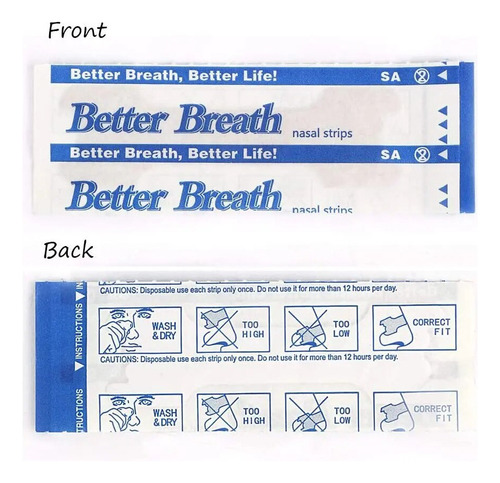 Front
Better Breath, Better Life! SA
Better Breath
nasal strips
Better Breath, Better Life! SA
Better Breath
nasal strips
Back
INSTRUCTIONS
CAUTIONS: Disposable use each strip only once. Do not use it for more than 12 hours per day.
WASH
&DRY
TOO
HIGH
TOO
LOW
CORRECT
FIT
CAUTIONS: Disposable use each strip only once. Do not use it for more than 12 hours per day.
WASH
&DRY
TOO
HIGH
TOO
LOW
CORRECT
FIT